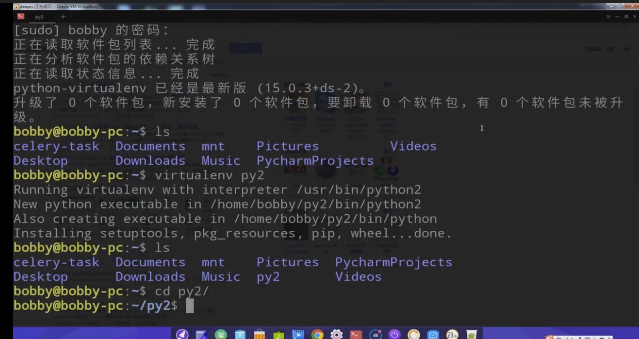 py2
[sudo] bobby 的密码：
正在读取软件包列表... 完成
正在分析软件包的依赖关系树
正在读取状态信息... 完成
python-virtualenv 已经是最新版 (15.0.3+ds-2)。
升级了 0 个软件包，新安装了 0 个软件包，要卸载 0 个软件包，有 0 个软件包未被升
级。
bobby@bobby-pc:~$ ls
celery-task Documents mnt Pictures Videos
Desktop Downloads Music PycharmProjects
bobby@bobby-pc:~$ virtualenv py2
Running virtualenv with interpreter /usr/bin/python2
New python executable in /home/bobby/py2/bin/python2
Also creating executable in /home/bobby/py2/bin/python
Installing setuptools, pkg_resources, pip, wheel...done.
bobby@bobby-pc:~$ ls
celery-task Documents mnt Pictures PycharmProjects
Desktop Downloads Music py2 Videos
bobby@bobby-pc:~$ cd py2/
bobby@bobby-pc:~/py2$